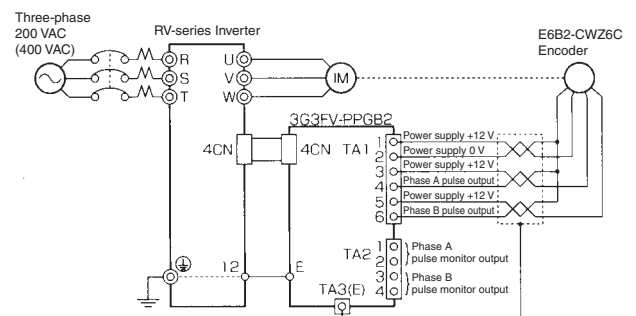 Three-phase
200 VAC
(400 VAC)
RV-series Inverter
E6B2-CWZ6C
Encoder
R
S
T
U
V
W
IM
3G3FV-PPGB2
4CN
4CN
TA1
1
2
3
4
5
6
Power supply +12 V
Power supply 0 V
Power supply +12 V
Phase A pulse output
Power supply +12 V
Phase B pulse output
TA2
1
2
3
4
Phase A
pulse monitor output
Phase B
pulse monitor output
12
E
TA3(E)